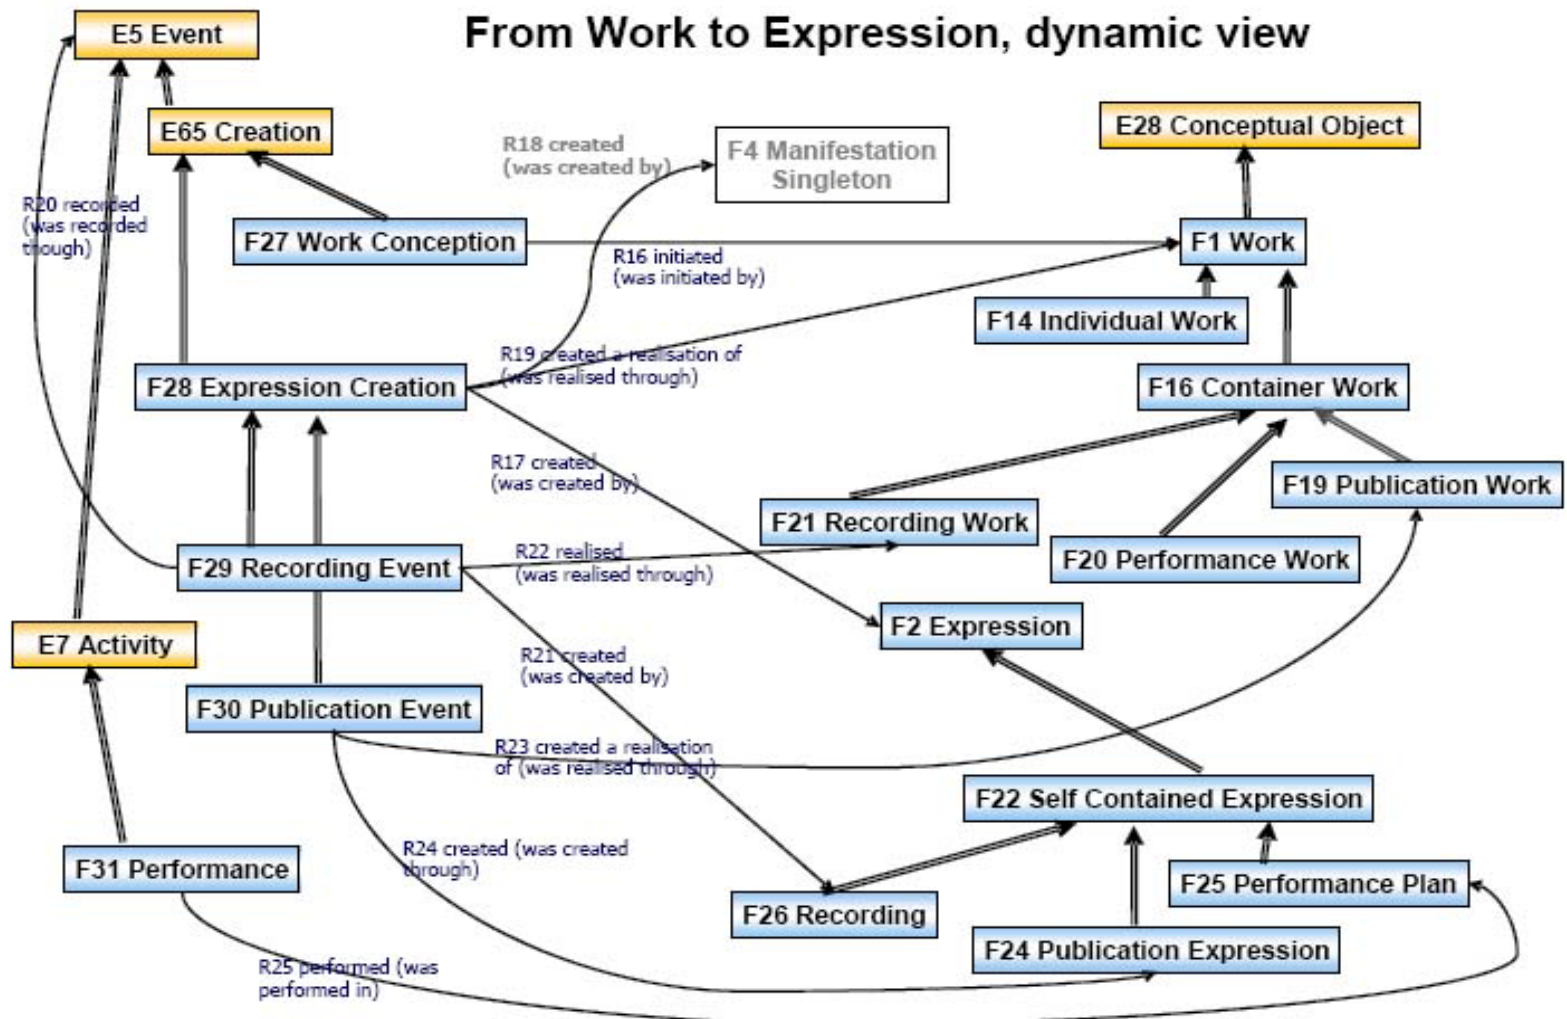 From Work to Expression, dynamic view
E5 Event
E65 Creation
E28 Conceptual Object
R18 created
(was created by)
F4 Manifestation
Singleton
R20 recorded
(was recorded
though)
F27 Work Conception
R16 initiated
(was initiated by)
F1 Work
F14 Individual Work
R19 created a realisation of
(was realised through)
F28 Expression Creation
F16 Container Work
R17 created
(was created by)
F19 Publication Work
F21 Recording Work
F20 Performance Work
F29 Recording Event
R22 realised
(was realised through)
F2 Expression
E7 Activity
R21 created
(was created by)
F30 Publication Event
R23 created a realisation
of (was realised through)
F22 Self Contained Expression
R24 created (was created
through)
F31 Performance
F25 Performance Plan
F26 Recording
F24 Publication Expression
R25 performed (was
performed in)